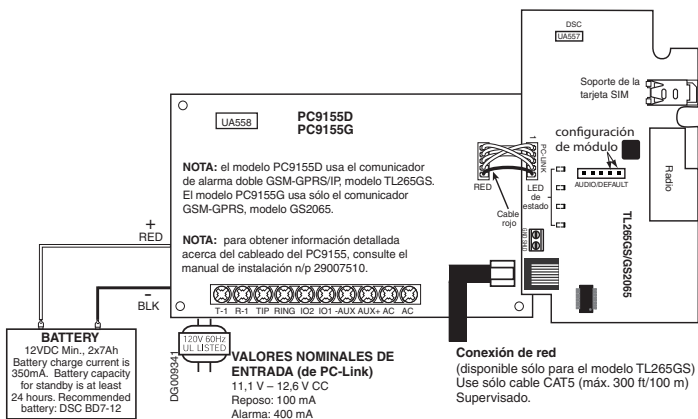 DSC
UA557
Soporte de la
tarjeta SIM
configuración
de módulo
AUDIO/DEFAULT
Radio
TL265GS/GS2065
1
PC-LINK
RED
Cable
rojo
LED
de
estado
UA558
PC9155D
PC9155G
NOTA: el modelo PC9155D usa el comunicador
de alarma doble GSM-GPRS/IP, modelo TL265GS.
El modelo PC9155G usa sólo el comunicador
GSM-GPRS, modelo GS2065.
NOTA: para obtener información detallada
acerca del cableado del PC9155, consulte el
manual de instalación n/p 29007510.
T-1 R-1 TIP RING IO2 IO1 -AUX AUX+ AC AC
+
RED
-
BLK
BATTERY
12VDC Min., 2x7Ah
Battery charge current is
350mA. Battery capacity
for standby is at least
24 hours. Recommended
battery: DSC BD7-12
DG009341
120V 60Hz
UL LISTED
VALORES NOMINALES DE
ENTRADA (de PC-Link)
11,1 V – 12,6 V CC
Reposo: 100 mA
Alarma: 400 mA
Conexión de red
(disponible sólo para el modelo TL265GS)
Use sólo cable CAT5 (máx. 300 ft/100 m)
Supervisado.